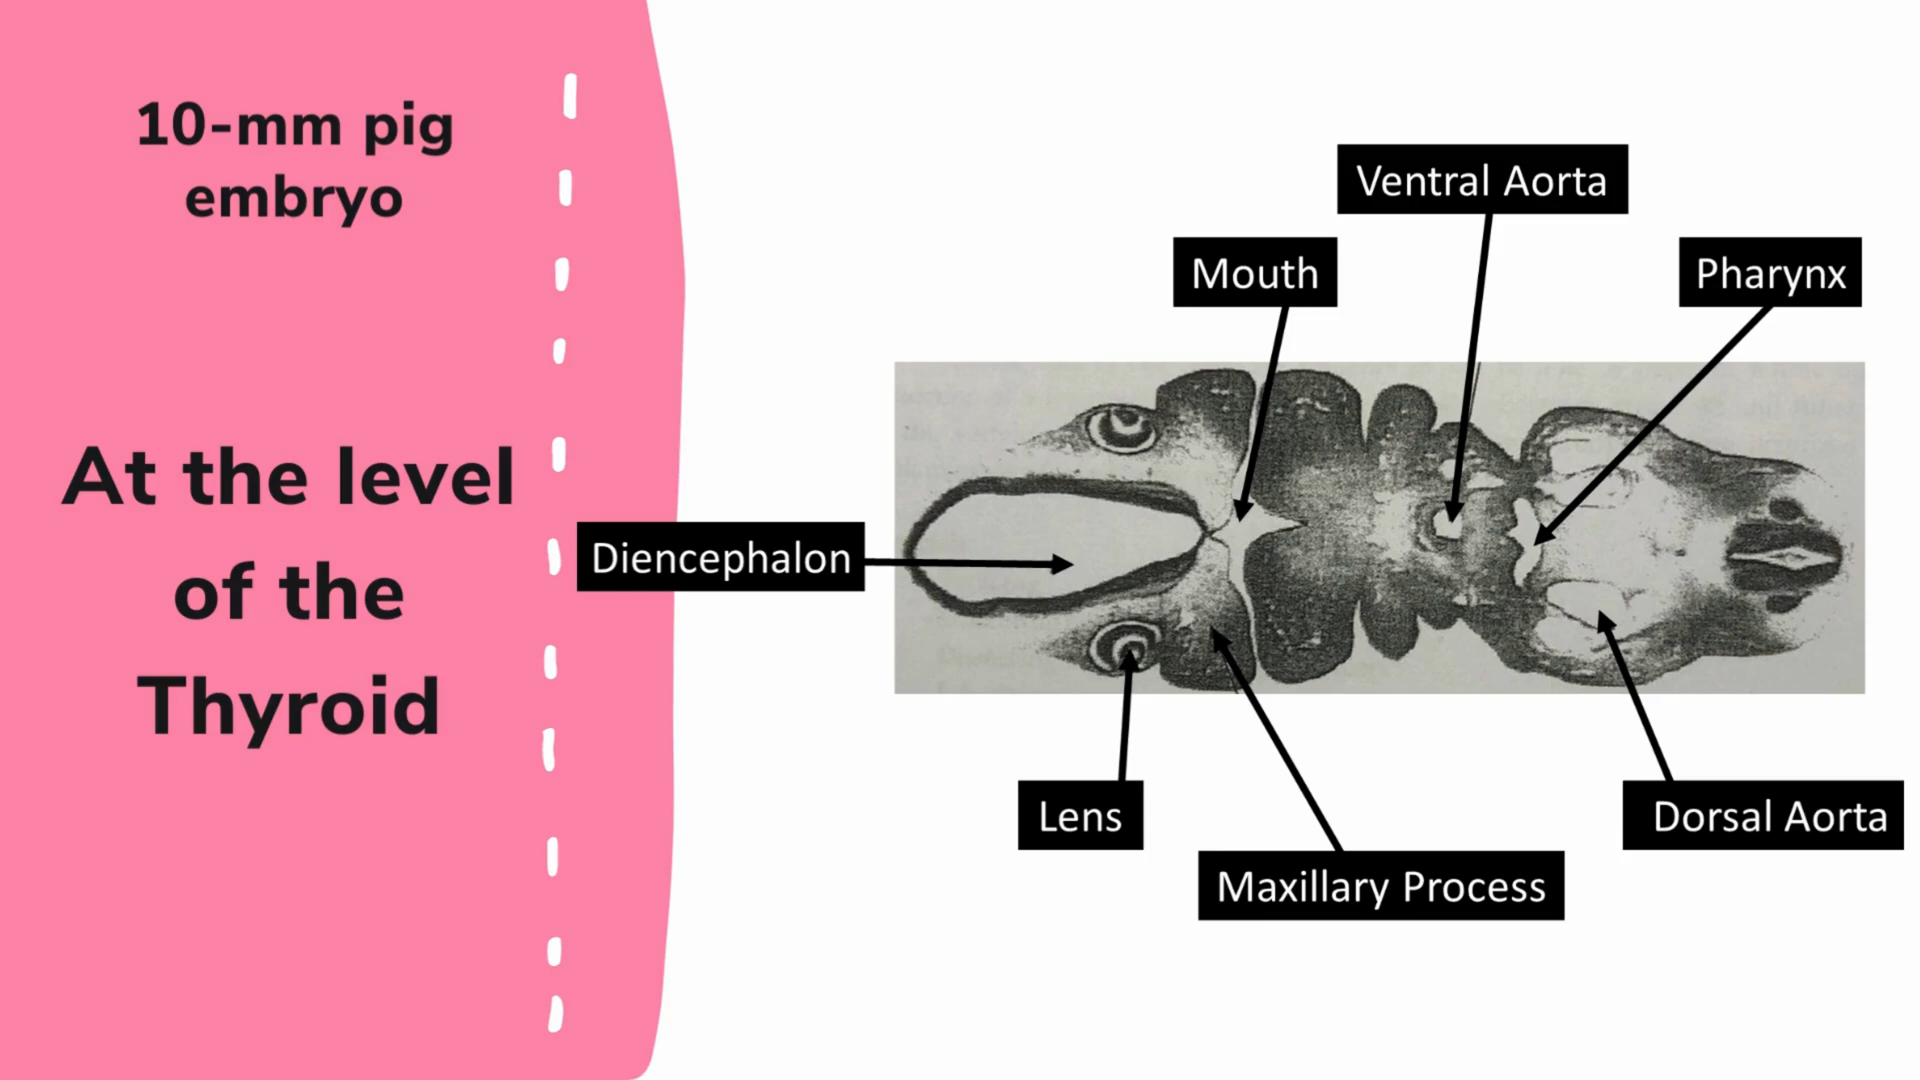 10-mm pig
embryo
At the level
of the
Thyroid
Ventral Aorta
Mouth
Pharynx
Diencephalon
Lens
Dorsal Aorta
Maxillary Process